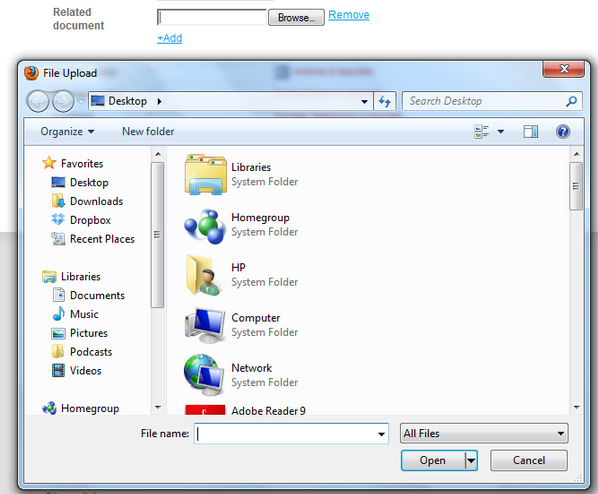 Related
document
Browse...
Remove
+Add
File Upload
Desktop
Search Desktop
Organize
New folder
Favorites
Desktop
Downloads
Dropbox
Recent Places
Libraries
Documents
Music
Pictures
Podcasts
Videos
Homegroup
Libraries
System Folder
Homegroup
System Folder
HP
System Folder
Computer
System Folder
Network
System Folder
Adobe Reader 9
File name:
All Files
Open
Cancel